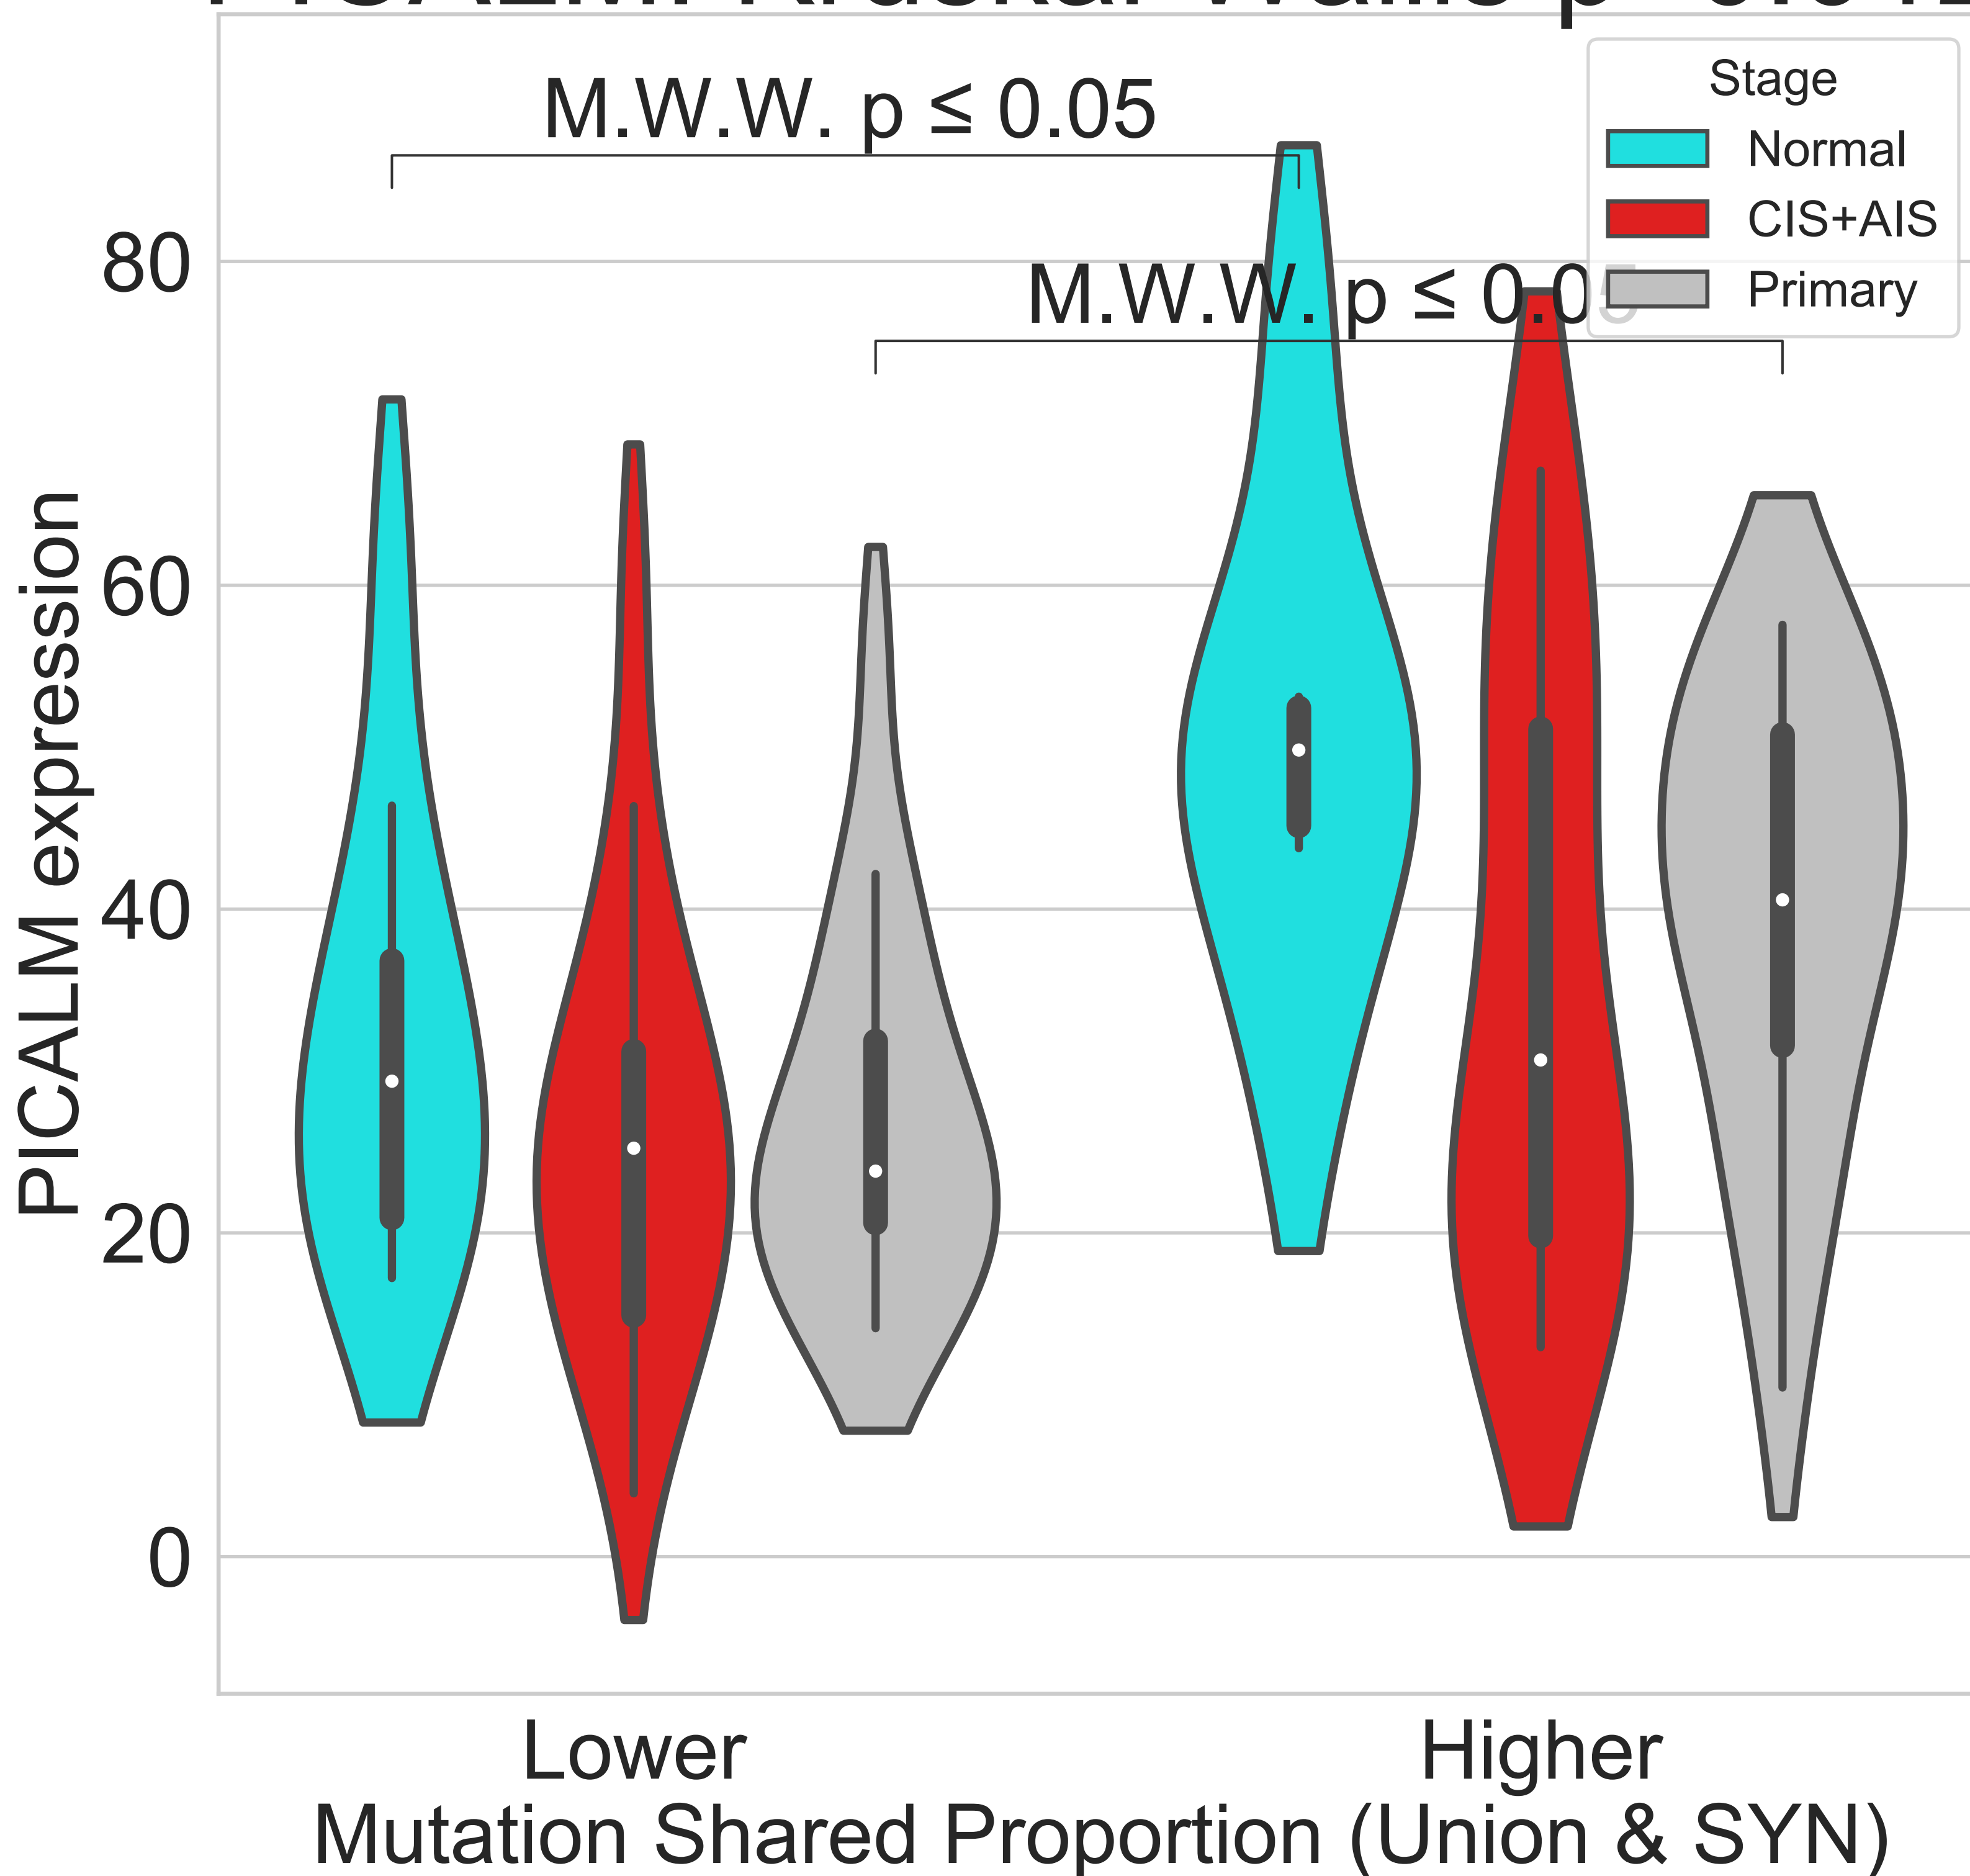 M.W.W. p ≤ 0.05
Stage
Normal
CIS+AIS
Primary
M.W.W. p ≤ 0.05
80
60
40
20
0
PICALM expression
Lower
Higher
Mutation Shared Proportion (Union & SYN)